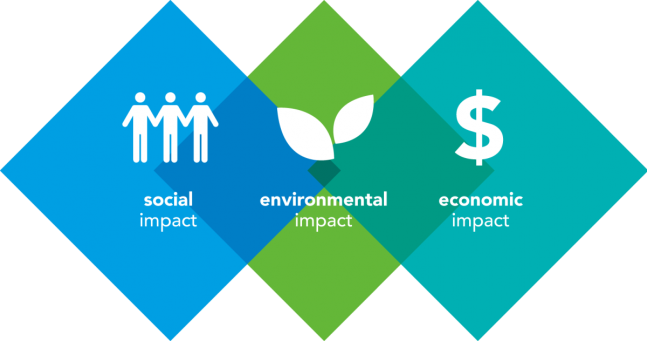 social
impact
environmental
impact
$
economic
impact